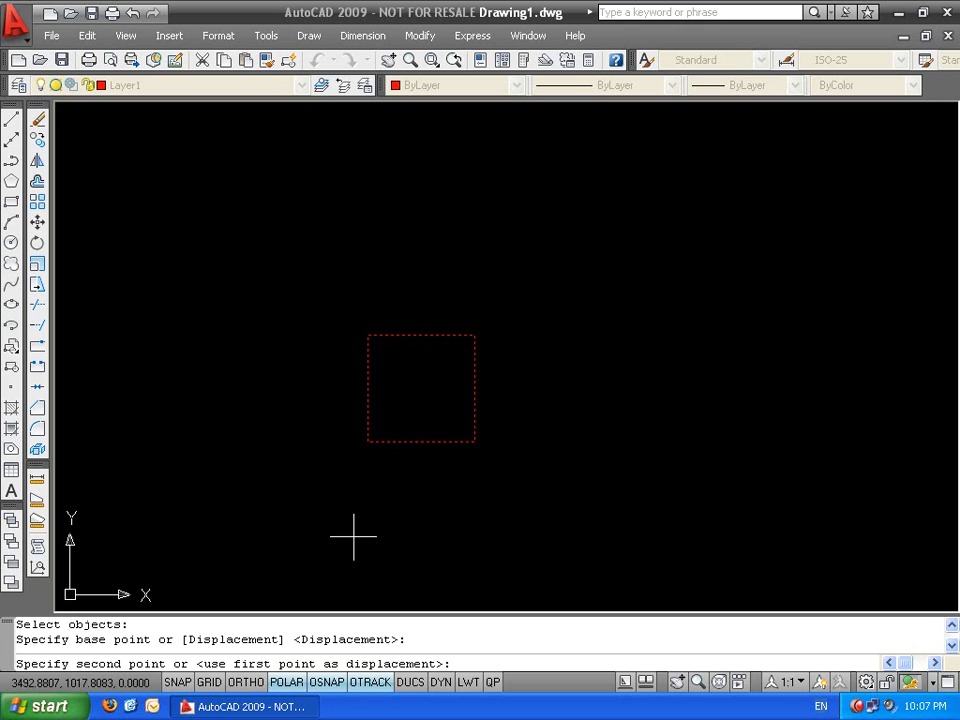 AutoCAD 2009 - NOT FOR RESALE Drawing1.dwg
Type a keyword or phrase
File Edit View Insert Format Tools Draw Dimension Modify Express Window Help
Standard ISO-25 Star
Layer1 ByLayer ByLayer ByLayer ByColor
A
Y
X
Select objects:
Specify base point or [Displacement] <Displacement>:
Specify second point or <use first point as displacement>:
3492.8807, 1017.8083, 0.0000 SNAP GRID ORTHO POLAR OSNAP OTRACK DUCS DYN LWT QP 1:1
start AutoCAD 2009 - NOT... EN 10:07 PM